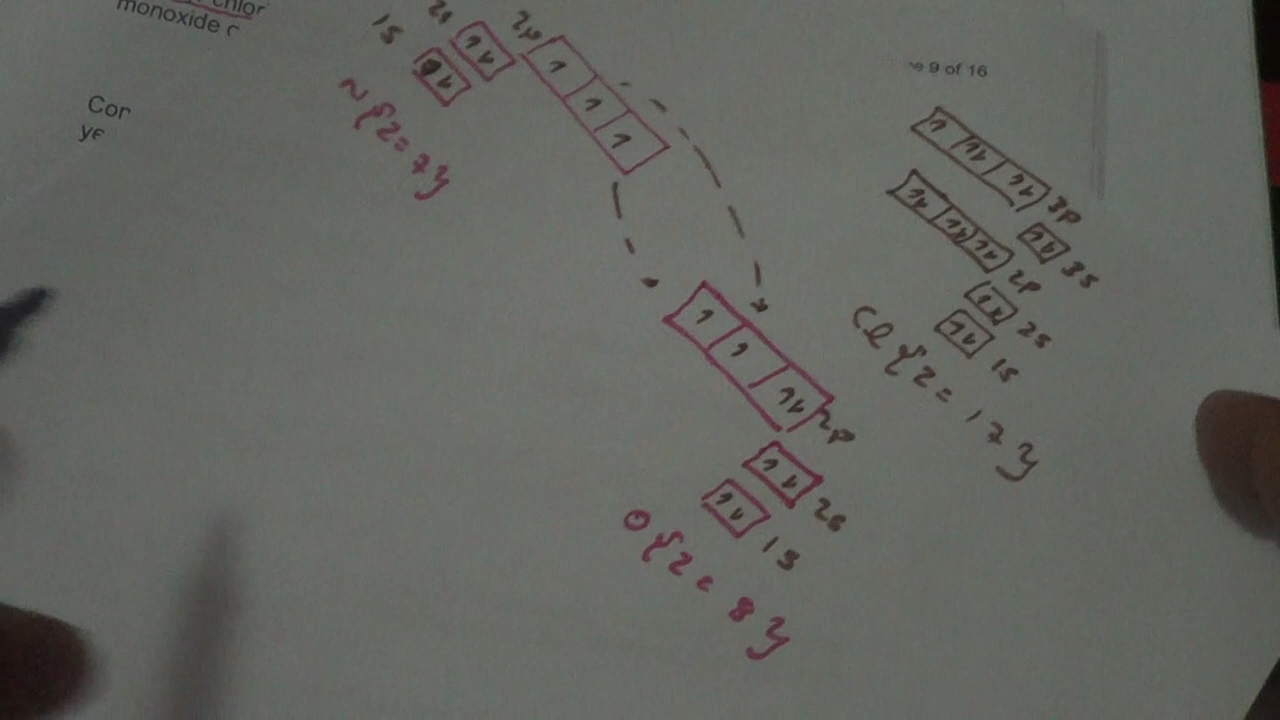 chlor
monoxide c
Cor
ye
9 of 16
1s
2s
2p
N {Z=7}
3p
3s
2p
2s
1s
Cl {Z=17}
2p
2s
1s
O {Z=8}